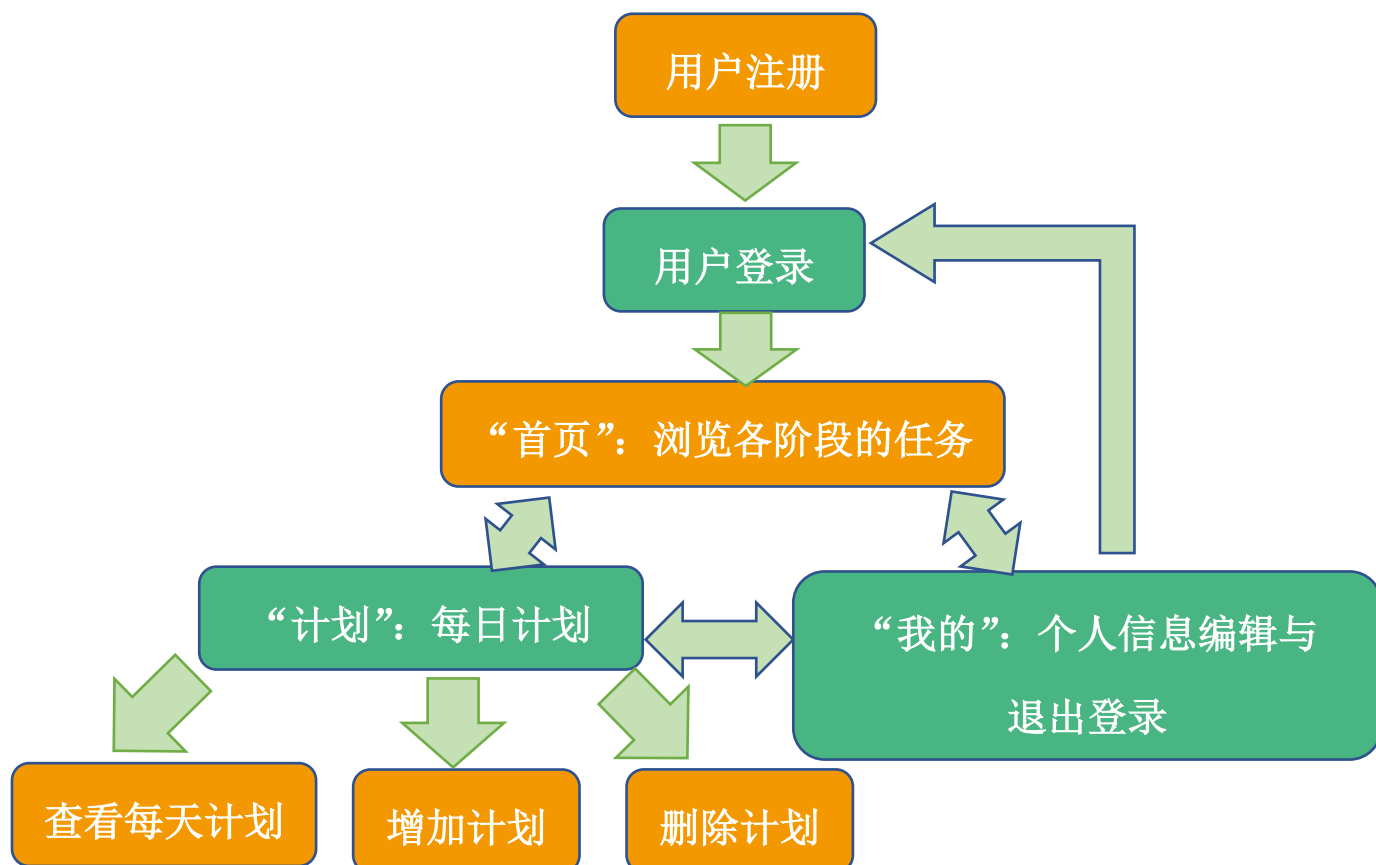 用户注册
用户登录
“首页”：浏览各阶段的任务
“计划”：每日计划
“我的”：个人信息编辑与
退出登录
查看每天计划
增加计划
删除计划